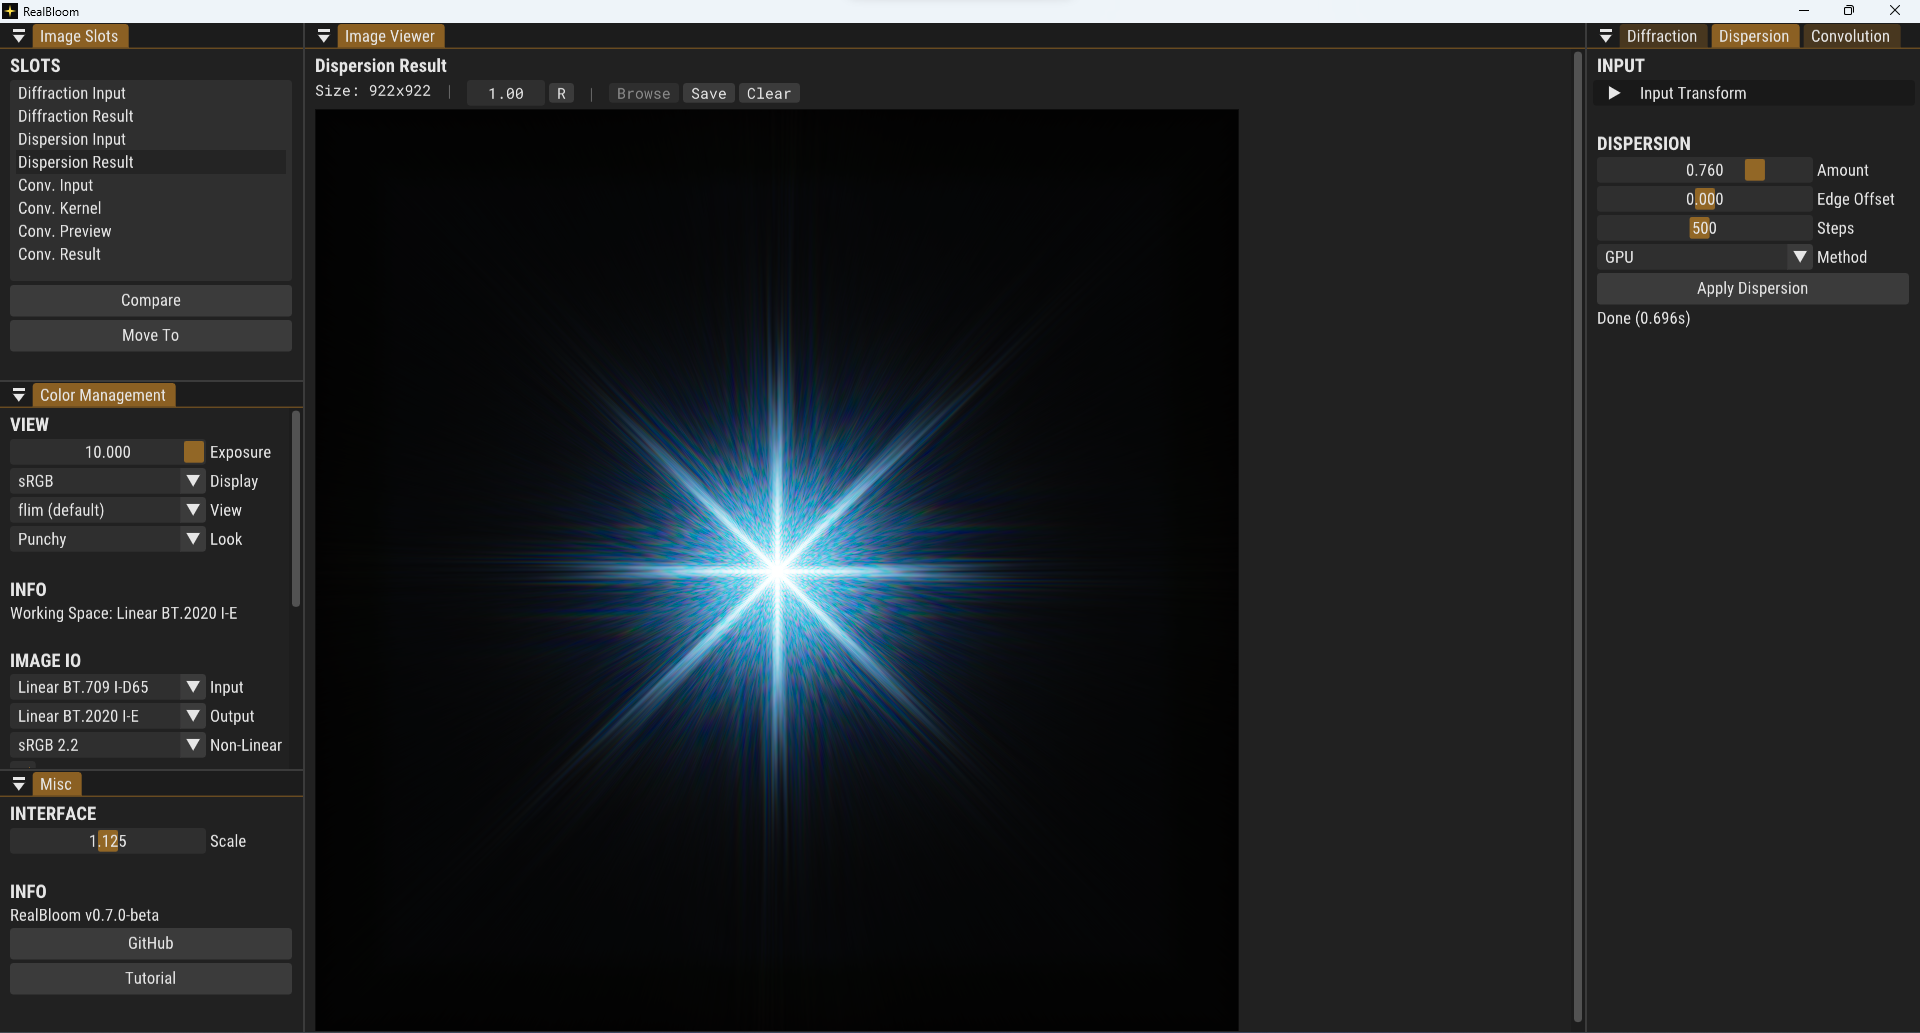 RealBloom
Image Slots
SLOTS
Diffraction Input
Diffraction Result
Dispersion Input
Dispersion Result
Conv. Input
Conv. Kernel
Conv. Preview
Conv. Result
Compare
Move To
Color Management
VIEW
10.000 Exposure
sRGB Display
flim (default) View
Punchy Look
INFO
Working Space: Linear BT.2020 I-E
IMAGE IO
Linear BT.709 I-D65 Input
Linear BT.2020 I-E Output
sRGB 2.2 Non-Linear
Misc
INTERFACE
1.125 Scale
INFO
RealBloom v0.7.0-beta
GitHub
Tutorial
Image Viewer
Dispersion Result
Size: 922x922 | 1.00 R | Browse Save Clear
Diffraction Dispersion Convolution
INPUT
Input Transform
DISPERSION
0.760 Amount
0.000 Edge Offset
500 Steps
GPU Method
Apply Dispersion
Done (0.696s)